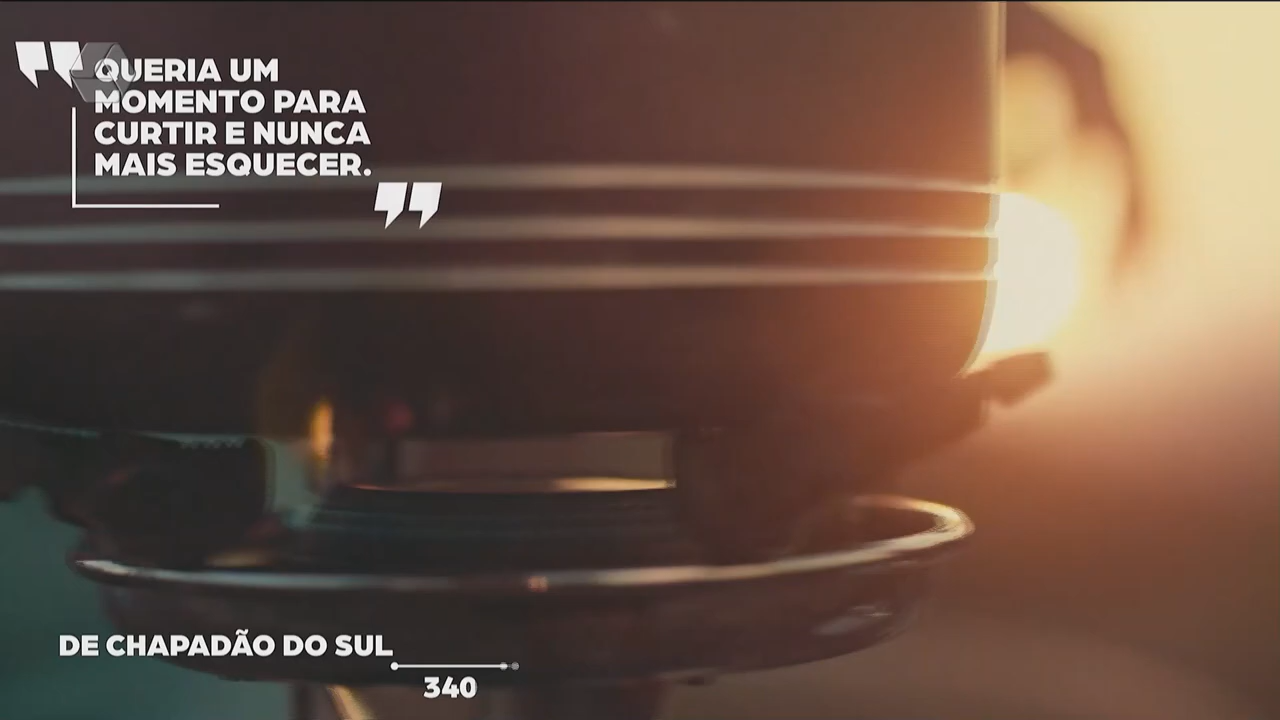 QUERIA UM
MOMENTO PARA
CURTIR E NUNCA
MAIS ESQUECER.
DE CHAPADÃO DO SUL
340